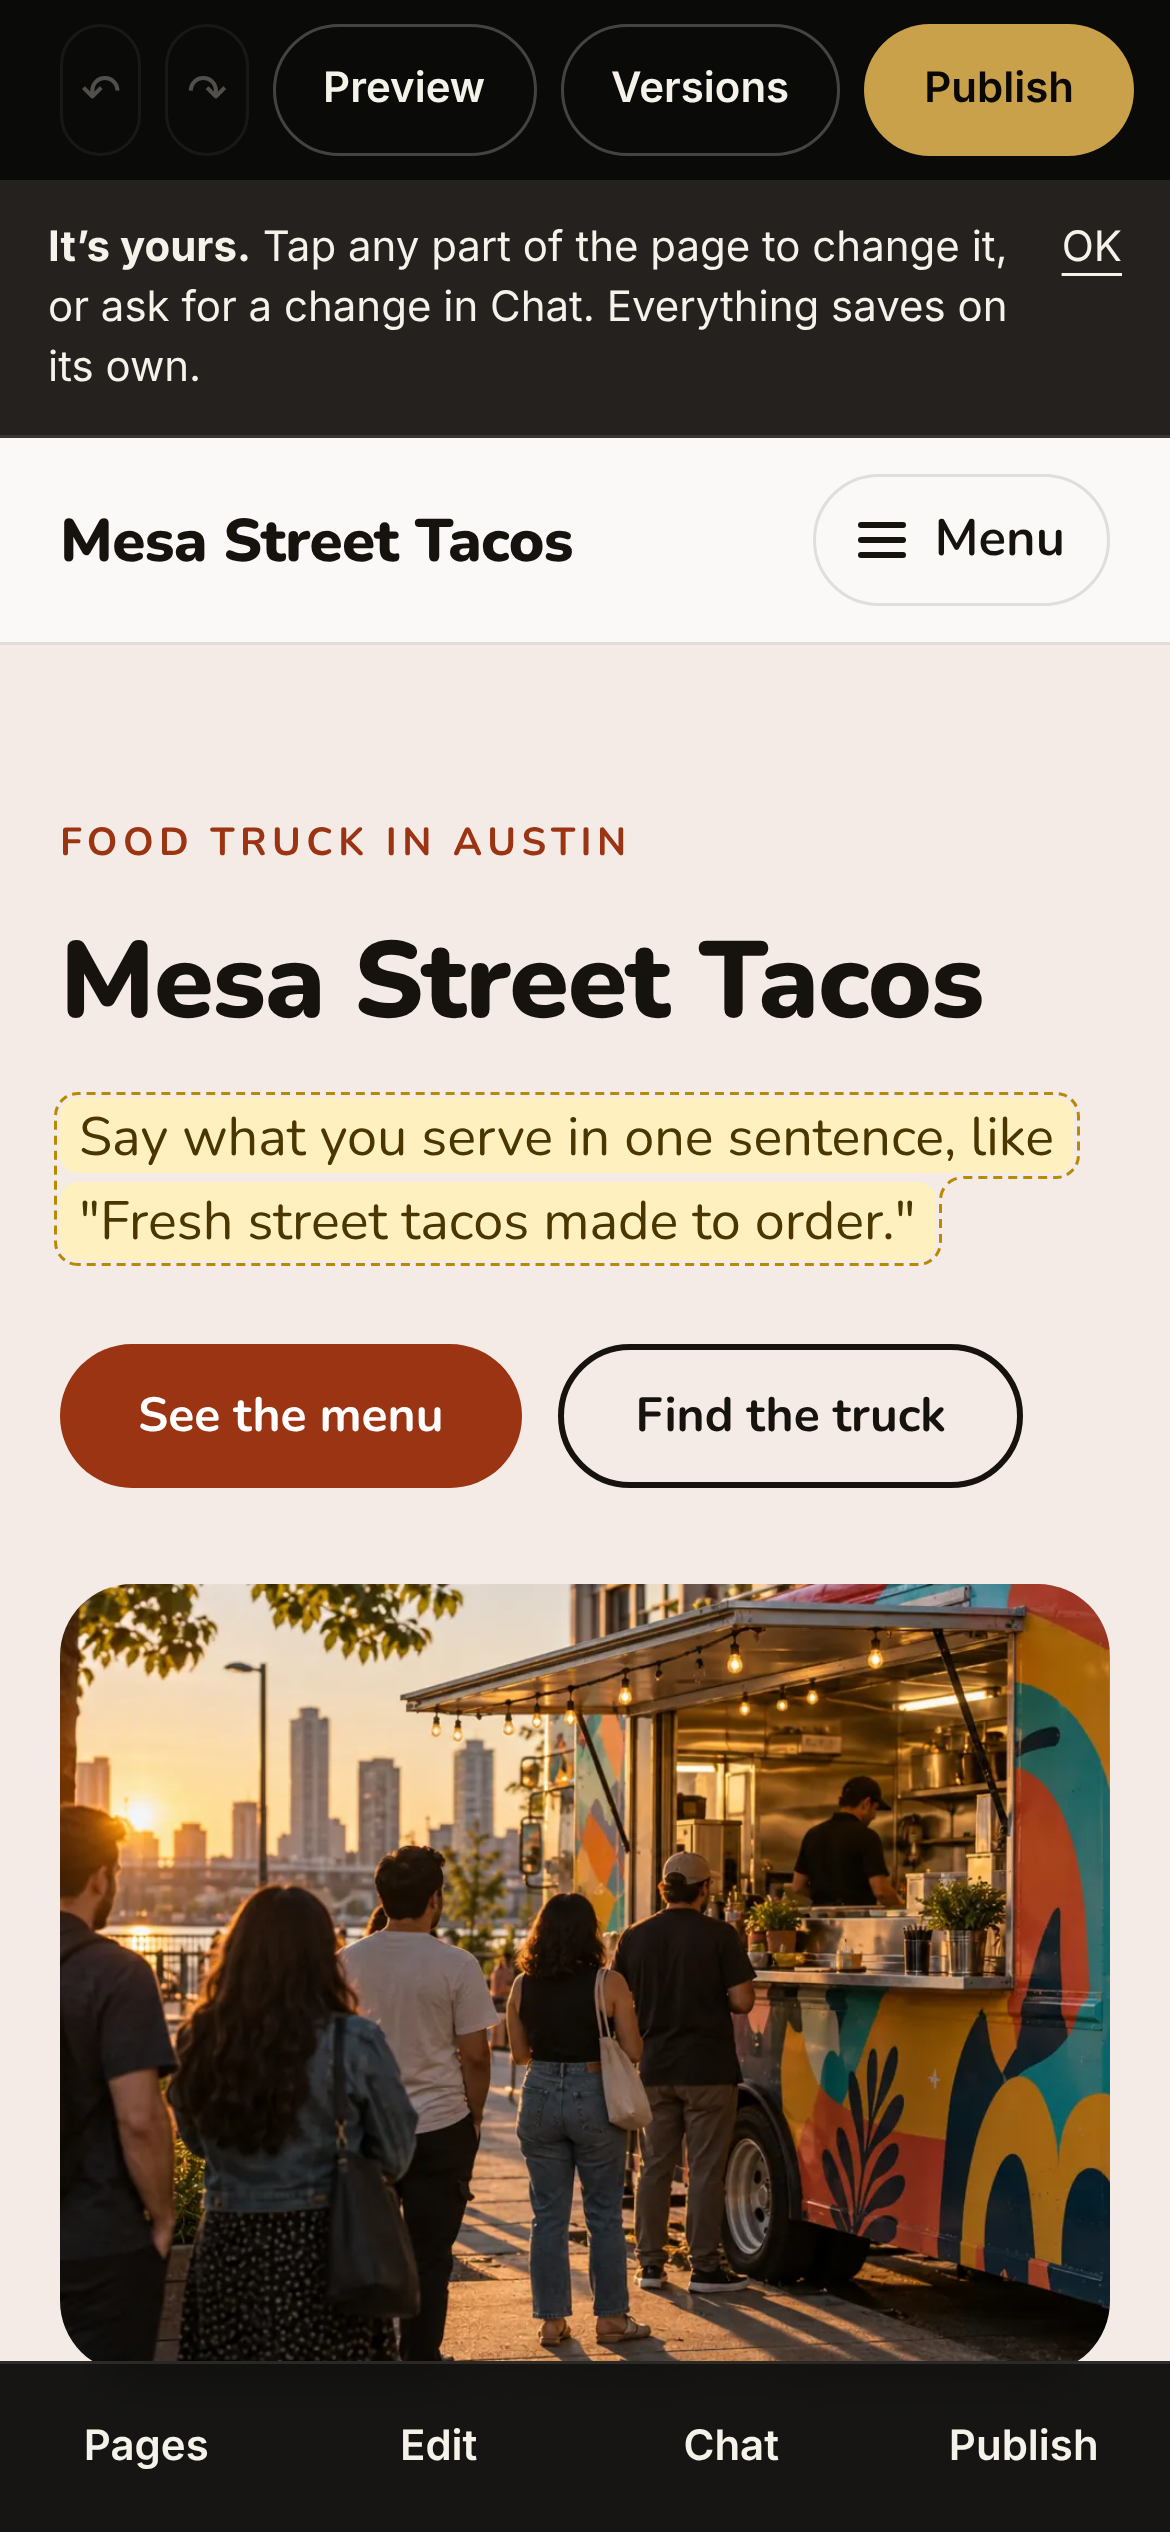 Preview
Versions
Publish
It’s yours. Tap any part of the page to change it,
or ask for a change in Chat. Everything saves on
its own.
OK
Mesa Street Tacos
Menu
FOOD TRUCK IN AUSTIN
Mesa Street Tacos
Say what you serve in one sentence, like
"Fresh street tacos made to order."
See the menu
Find the truck
Pages
Edit
Chat
Publish